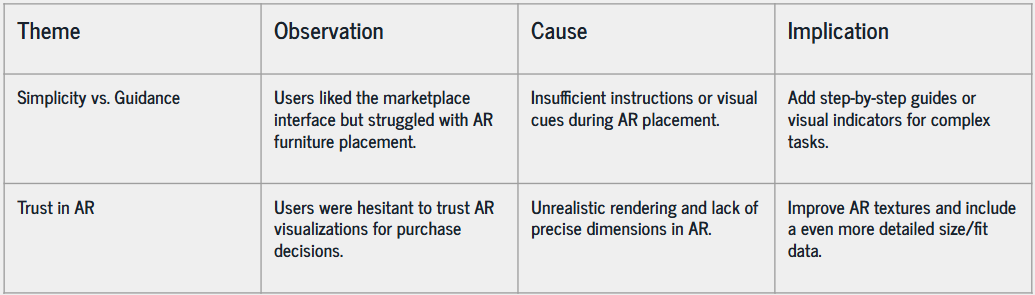 Theme
Observation
Cause
Implication
Simplicity vs. Guidance
Users liked the marketplace
interface but struggled with AR
furniture placement.
Insufficient instructions or visual
cues during AR placement.
Add step-by-step guides or
visual indicators for complex
tasks.
Trust in AR
Users were hesitant to trust AR
visualizations for purchase
decisions.
Unrealistic rendering and lack of
precise dimensions in AR.
Improve AR textures and include
a even more detailed size/fit
data.